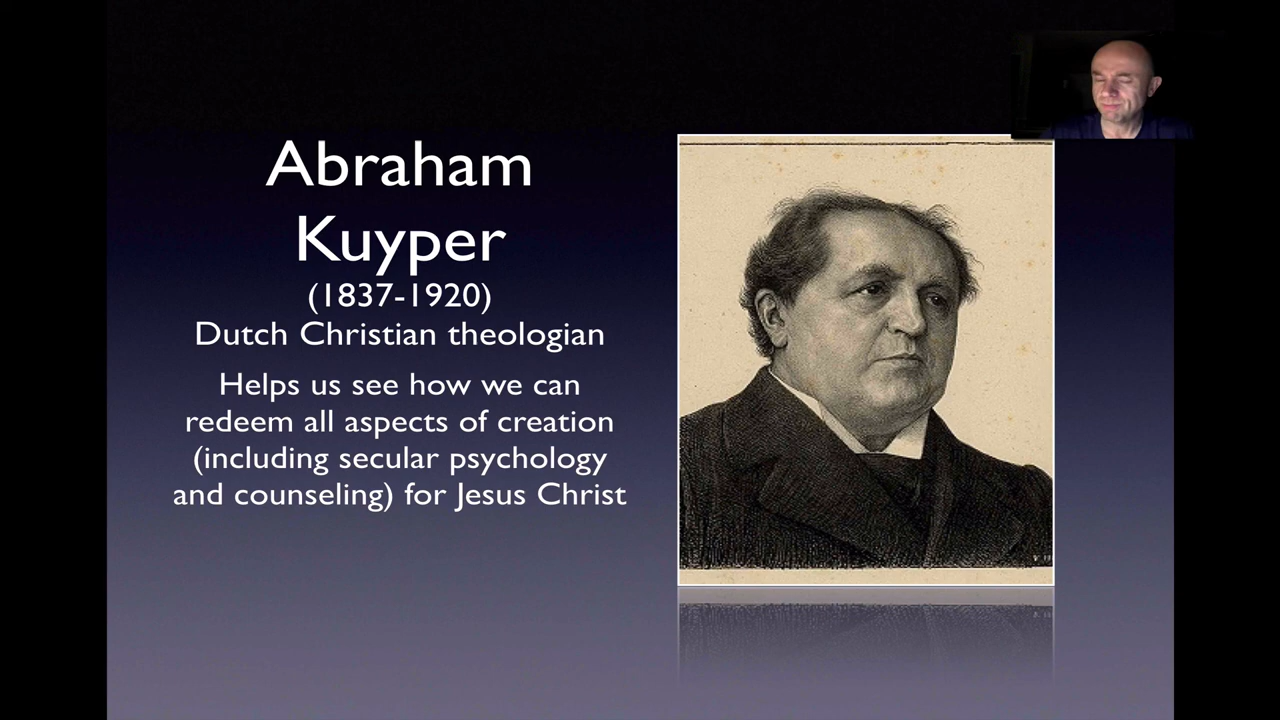 Abraham
Kuyper
(1837-1920)
Dutch Christian theologian
Helps us see how we can
redeem all aspects of creation
(including secular psychology
and counseling) for Jesus Christ